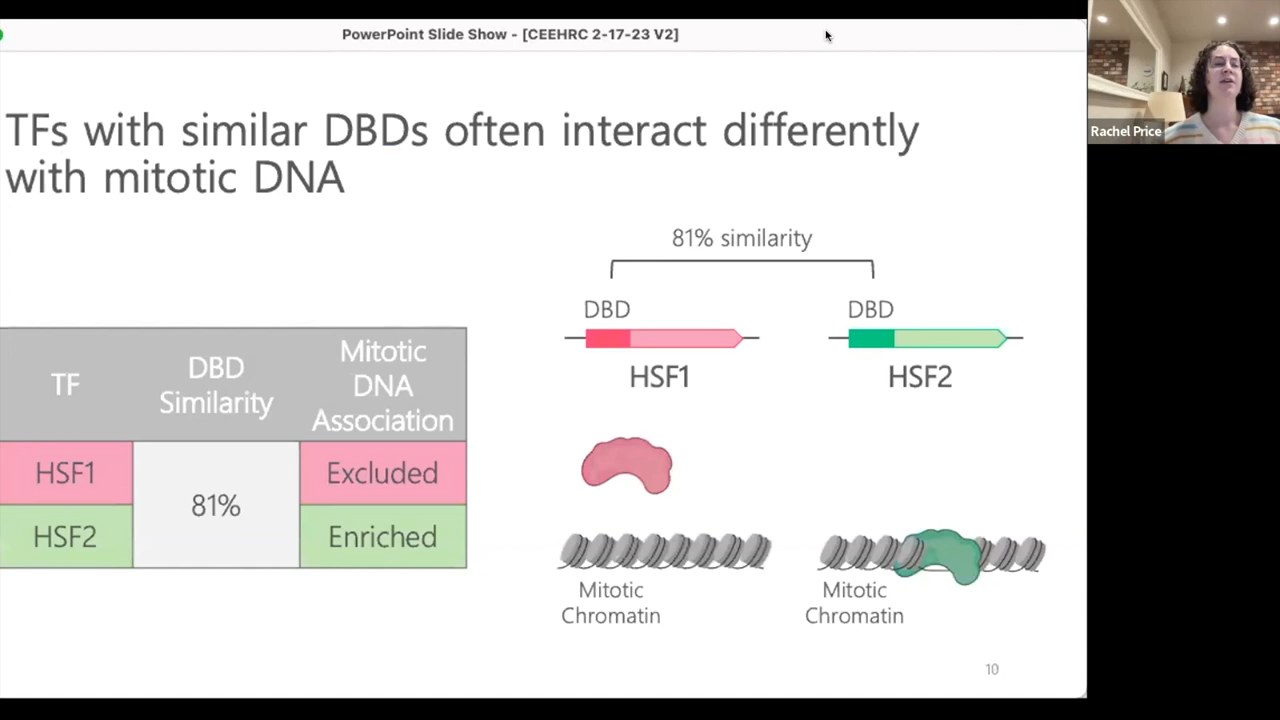 PowerPoint Slide Show - [CEEHRC 2-17-23 V2]
Rachel Price
TFs with similar DBDs often interact differently
with mitotic DNA
TF
DBD
Similarity
Mitotic
DNA
Association
HSF1
81%
Excluded
HSF2
Enriched
81% similarity
DBD
DBD
HSF1
HSF2
Mitotic
Chromatin
Mitotic
Chromatin
10